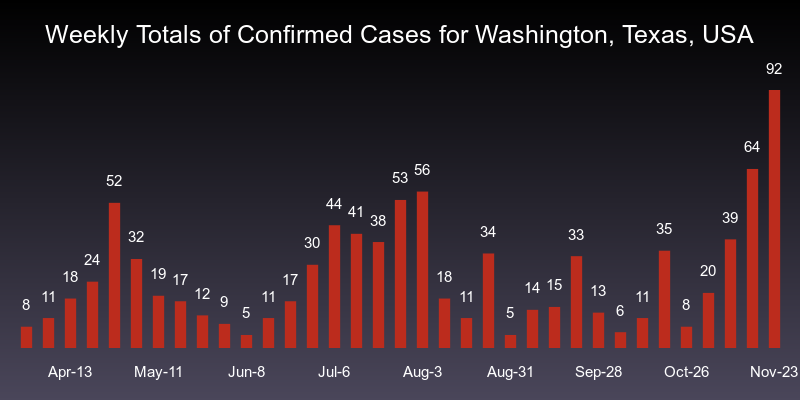 Weekly Totals of Confirmed Cases for Washington, Texas, USA
8 11 18 24 52 32 19 17 12 9 5 11 17 30 44 41 38 53 56 18 11 34 5 14 15 33 13 6 11 35 8 20 39 64 92
Apr-13 May-11 Jun-8 Jul-6 Aug-3 Aug-31 Sep-28 Oct-26 Nov-23